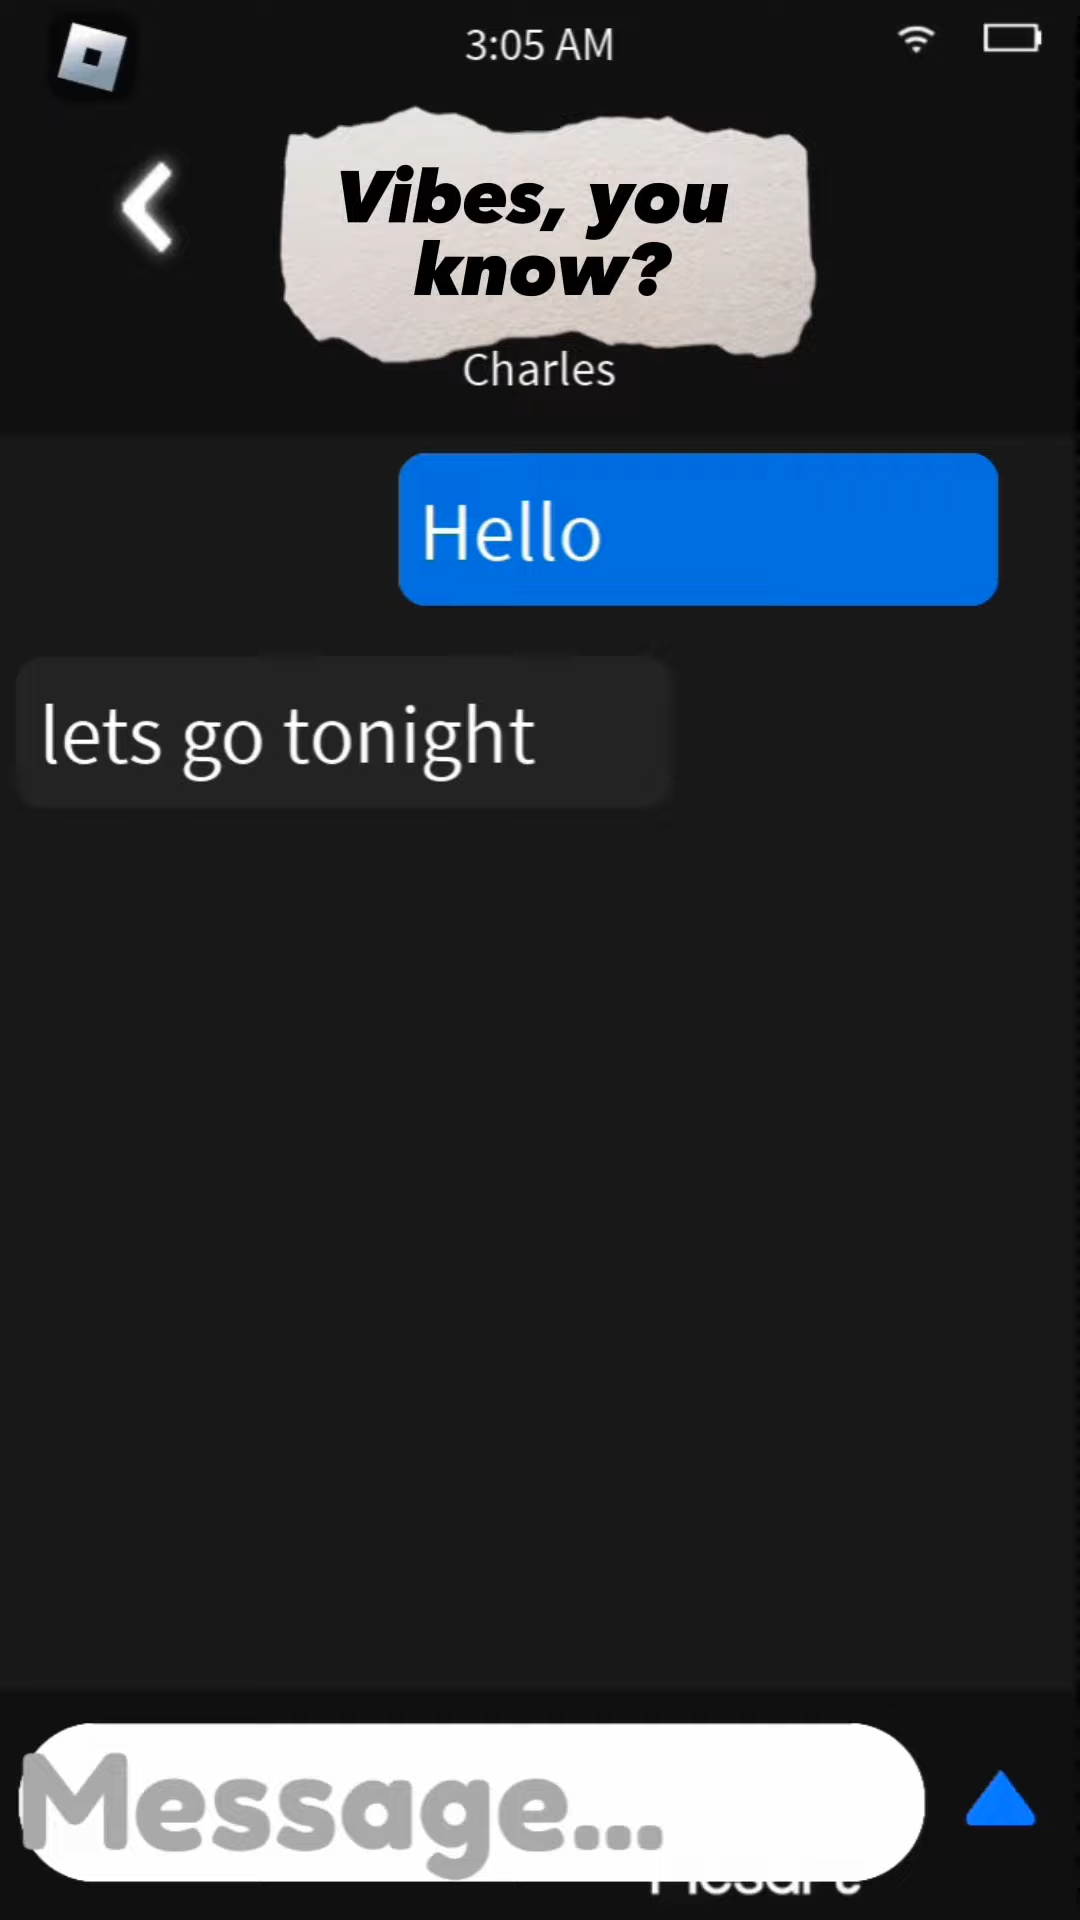 3:05 AM
Vibes, you
know?
Charles
Hello
lets go tonight
Message...